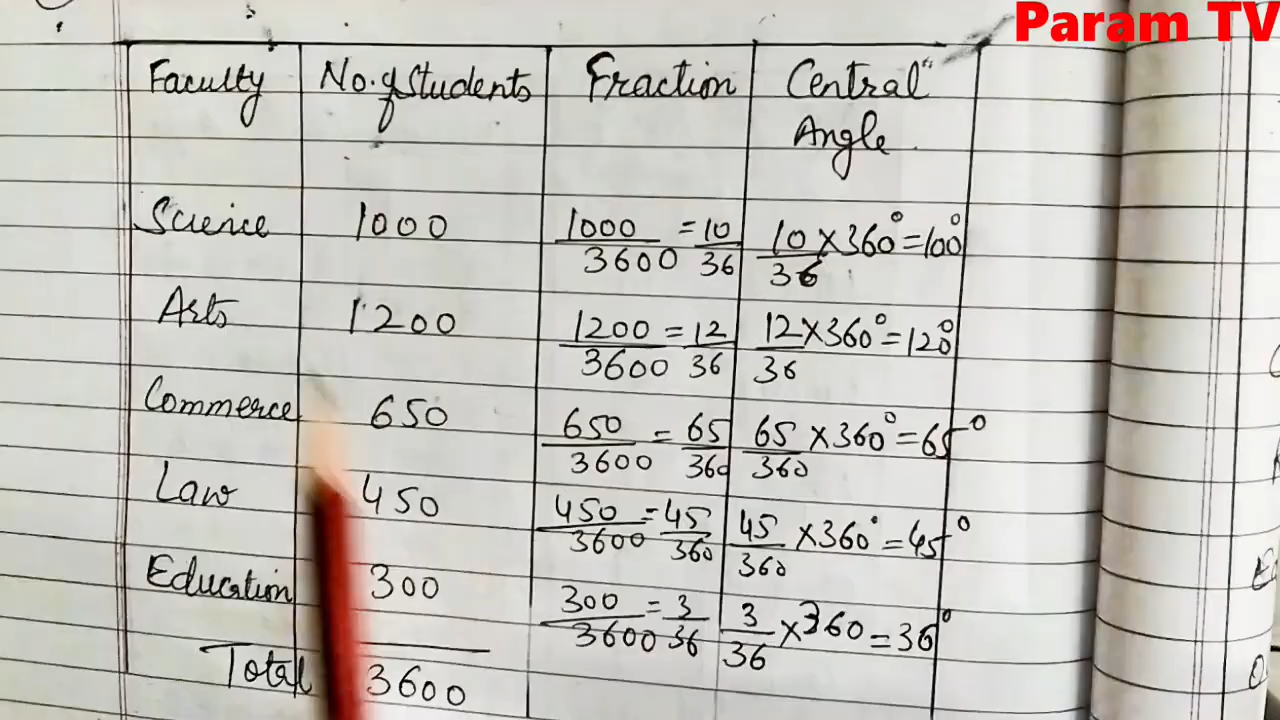 Param TV
Faculty No. of Students Fraction Central Angle
Science 1000 1000/3600 = 10/36 10/36 × 360° = 100°
Arts 1200 1200/3600 = 12/36 12/36 × 360° = 120°
Commerce 650 650/3600 = 65/360 65/360 × 360° = 65°
Law 450 450/3600 = 45/360 45/360 × 360° = 45°
Education 300 300/3600 = 3/36 3/36 × 360 = 36°
Total 3600